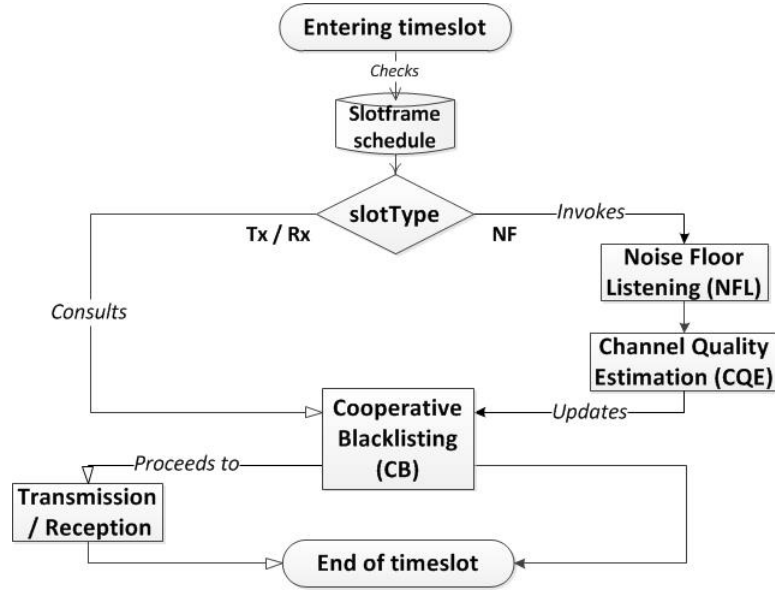 Entering timeslot
Checks
Slotframe
schedule
slotType
Tx / Rx
NF
Invokes
Noise Floor
Listening (NFL)
Consults
Channel Quality
Estimation (CQE)
Cooperative
Blacklisting
(CB)
Updates
Proceeds to
Transmission
/ Reception
End of timeslot